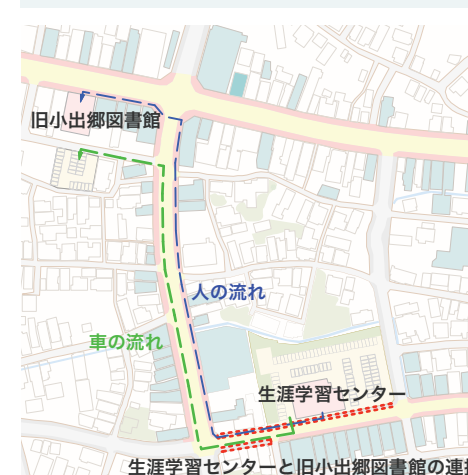 旧小出郷図書館
人の流れ
車の流れ
生涯学習センター
生涯学習センターと旧小出郷図書館の連